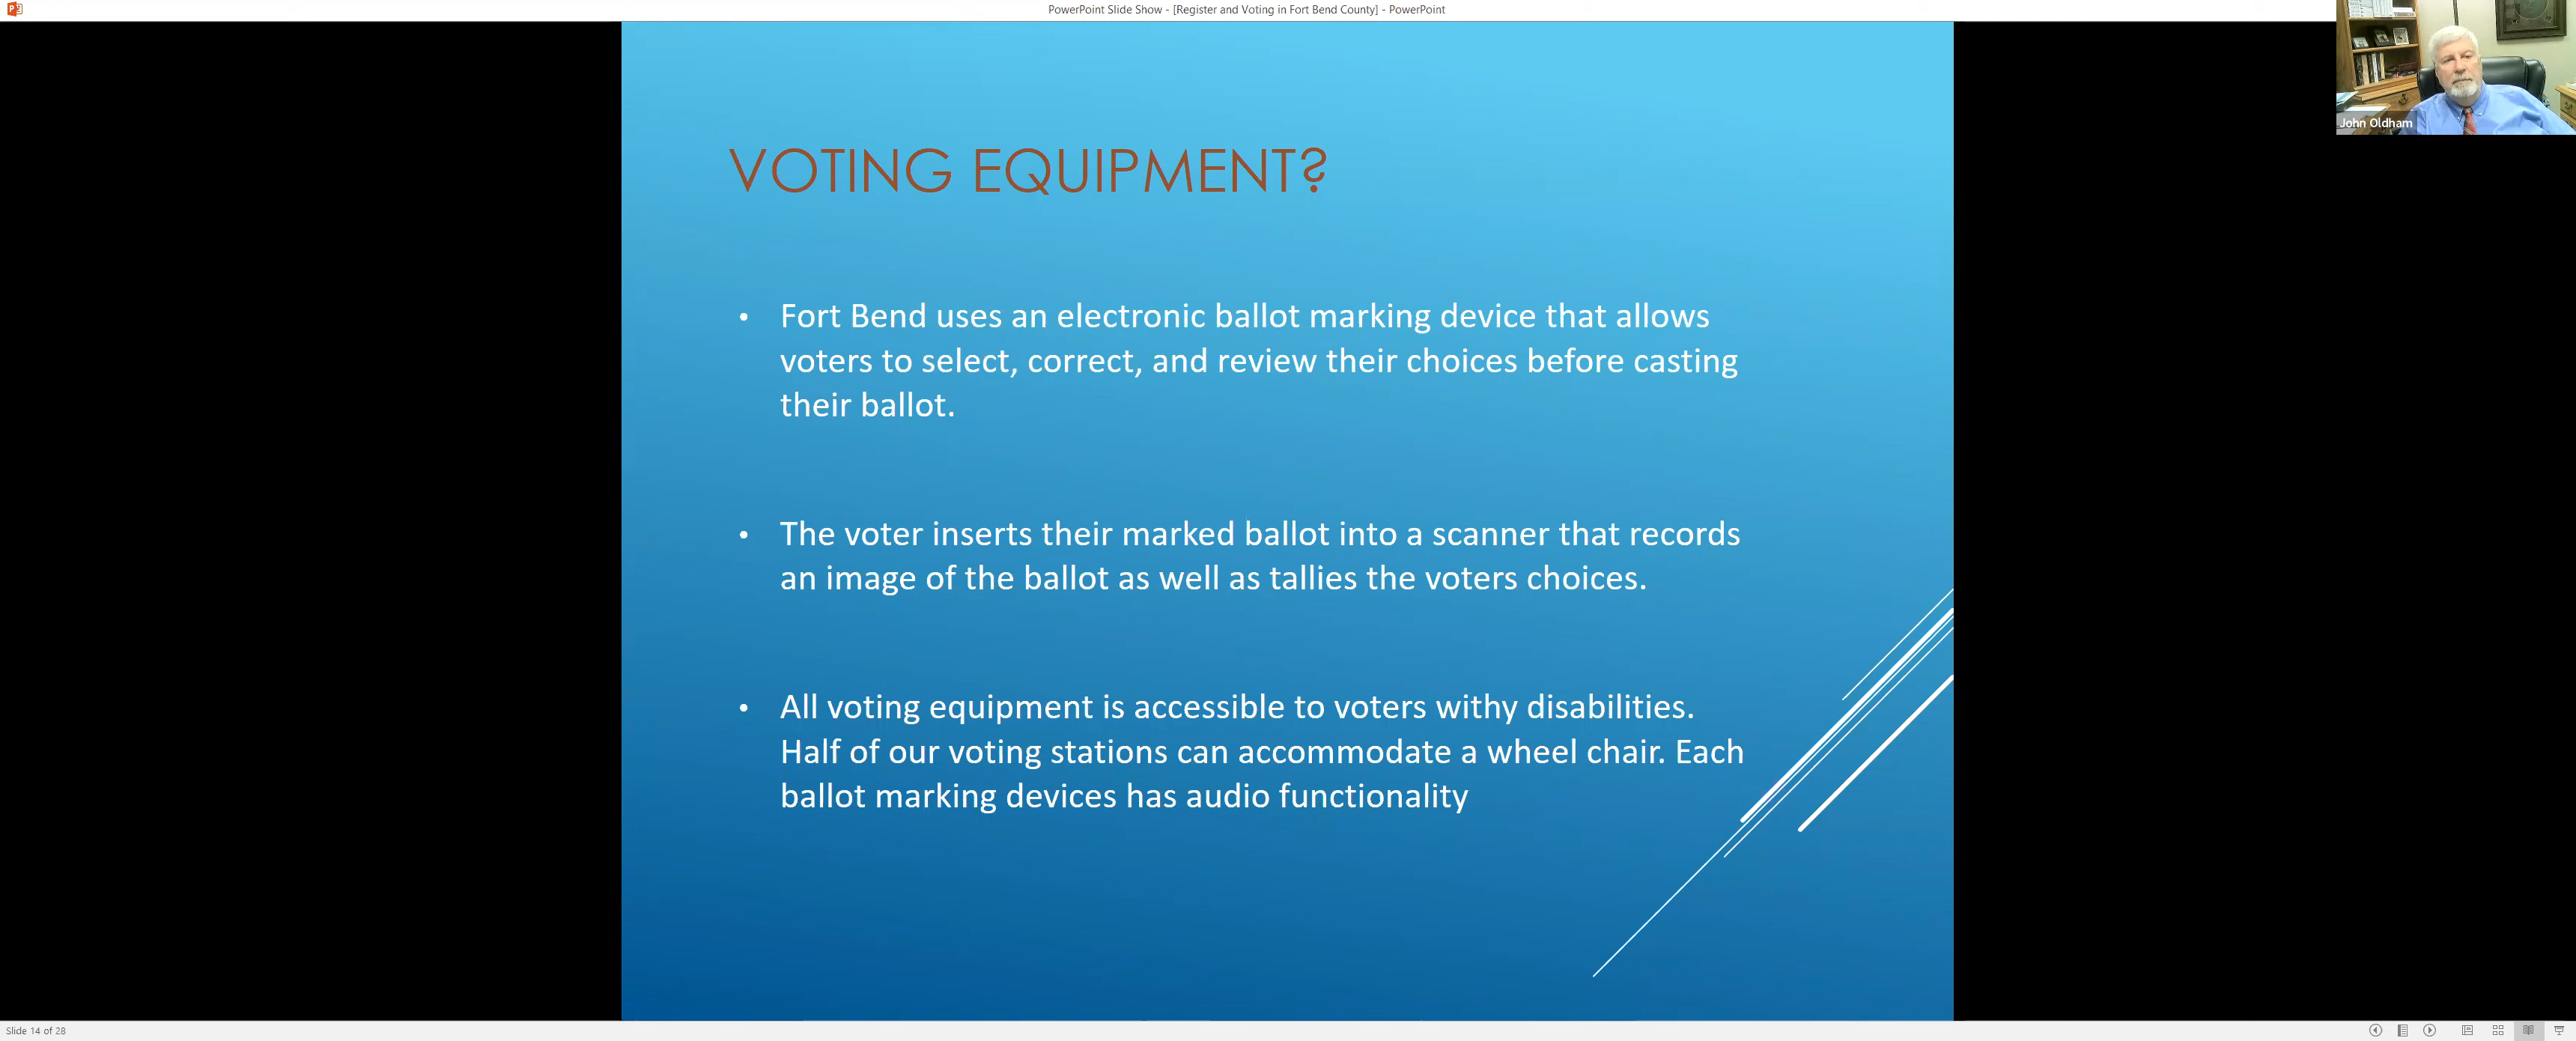 PowerPoint Slide Show - [Register and Voting in Fort Bend County] - PowerPoint
John Oldham
VOTING EQUIPMENT?
• Fort Bend uses an electronic ballot marking device that allows
voters to select, correct, and review their choices before casting
their ballot.
• The voter inserts their marked ballot into a scanner that records
an image of the ballot as well as tallies the voters choices.
• All voting equipment is accessible to voters withy disabilities.
Half of our voting stations can accommodate a wheel chair. Each
ballot marking devices has audio functionality
Slide 14 of 28